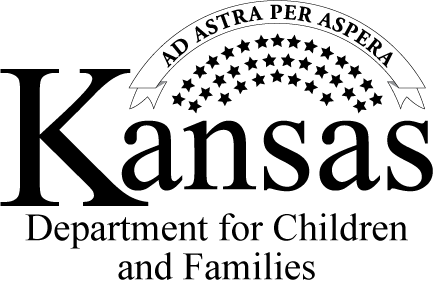 AD ASTRA PER ASPERA
Kansas
Department for Children
and Families